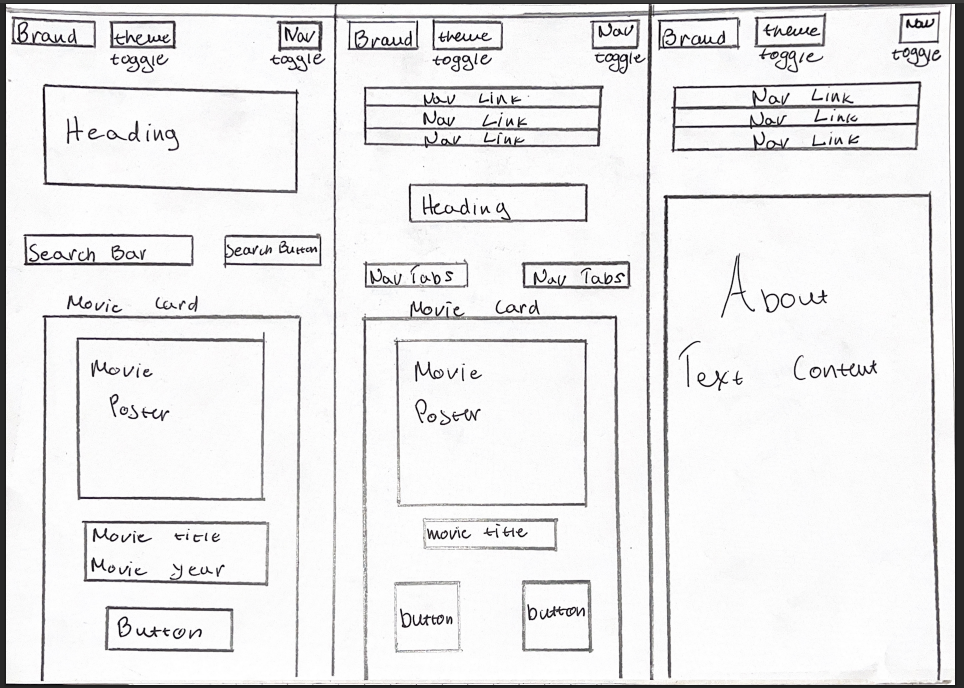 Brand
theme
toggle
Nav
toggle
Heading
Search Bar
Search Button
Movie Card
Movie
Poster
Movie title
Movie year
Button
Brand
theme
toggle
Nav
toggle
Nav Link
Nav Link
Nav Link
Heading
Nav Tabs
Nav Tabs
Movie Card
Movie
Poster
movie title
button
button
Brand
theme
toggle
Nav
toggle
Nav Link
Nav Link
Nav Link
About
Text Content